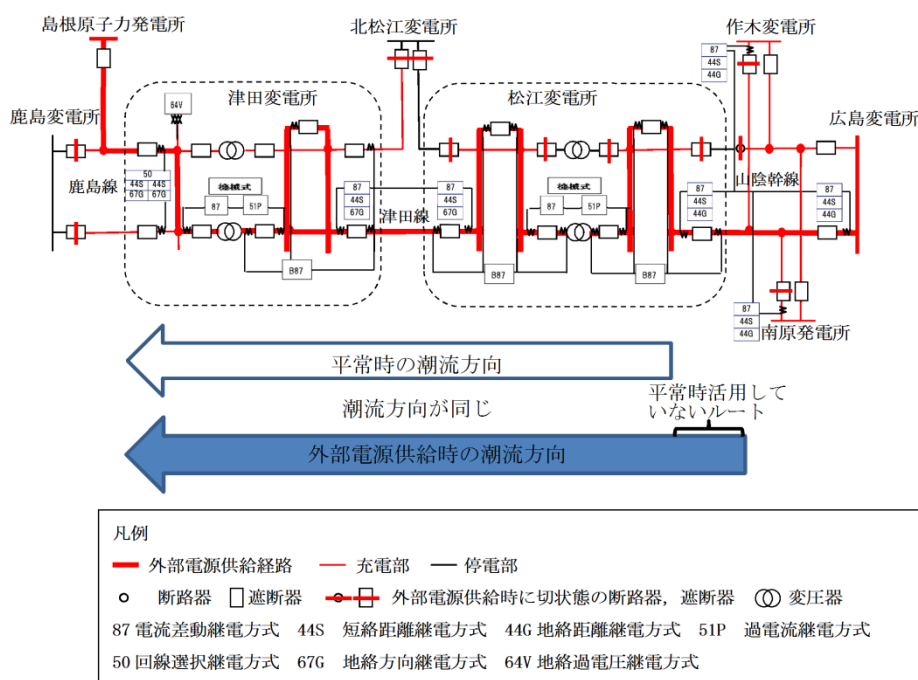 島根原子力発電所
北松江変電所
作木変電所
87
44S
44G
鹿島変電所
64V
津田変電所
松江変電所
広島変電所
50
44S 44S
67G 67G
鹿島線
機械式
87 51P
B87
87
44S
67G
津田線
87
44S
67G
機械式
87 51P
B87
B87
87
44S
44G
山陰幹線
87
44S
44G
87
44S
44G
南原発電所
平常時の潮流方向
潮流方向が同じ
平常時活用して
いないルート
外部電源供給時の潮流方向
凡例
外部電源供給経路 充電部 停電部
断路器 遮断器 外部電源供給時に切状態の断路器，遮断器 変圧器
87 電流差動継電方式 44S 短絡距離継電方式 44G 地絡距離継電方式 51P 過電流継電方式
50 回線選択継電方式 67G 地絡方向継電方式 64V 地絡過電圧継電方式